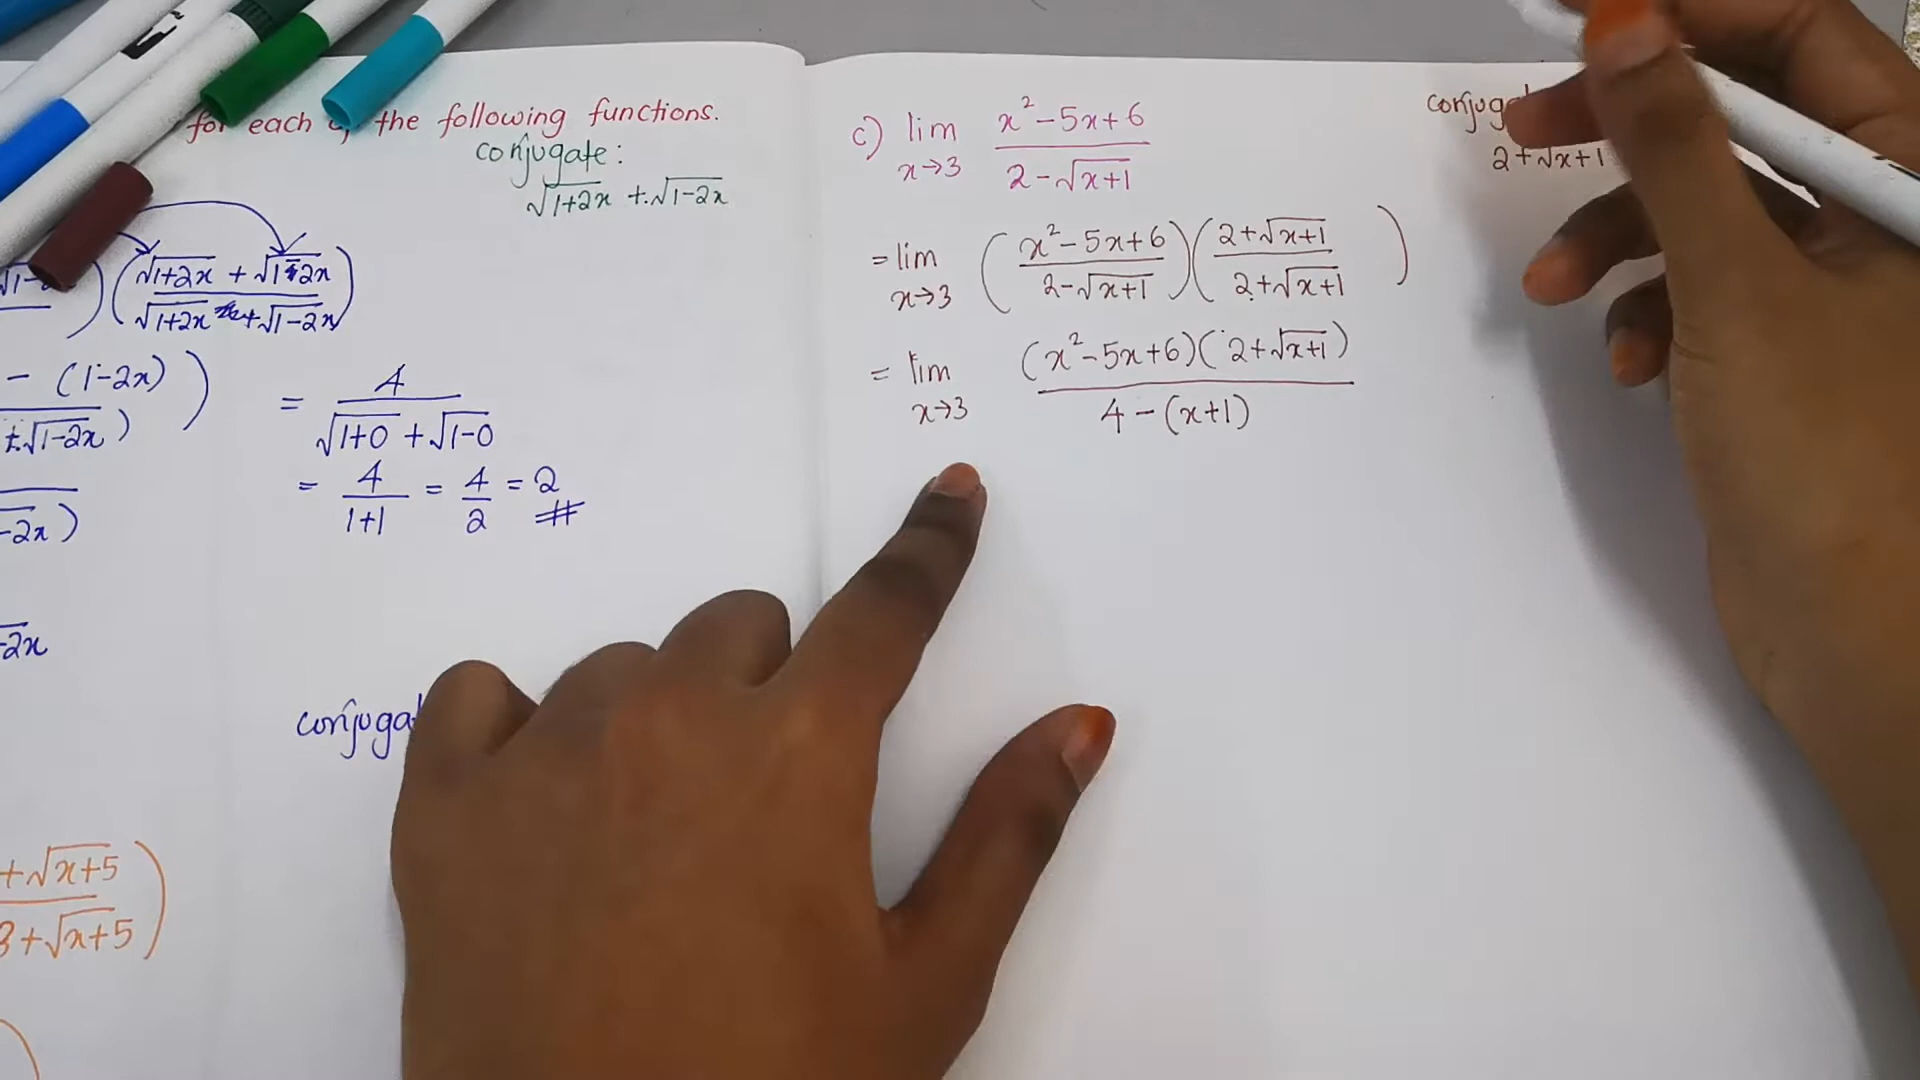 for each of the following functions.
conjugate:
√1+2x + √1-2x
(√1+2x + √1-2x)
(√1+2x + √1-2x)
- (1-2x) )
+√1-2x )
-2x )
= 4
√1+0 + √1-0
= 4 = 4 = 2
1+1 2 #
-2x
+√x+5
3+√x+5 )
c) lim x²-5x+6
x→3 2-√x+1
2+√x+1
= lim (x²-5x+6)(2+√x+1)
x→3 2-√x+1 2+√x+1
= lim (x²-5x+6)(2+√x+1)
x→3 4-(x+1)